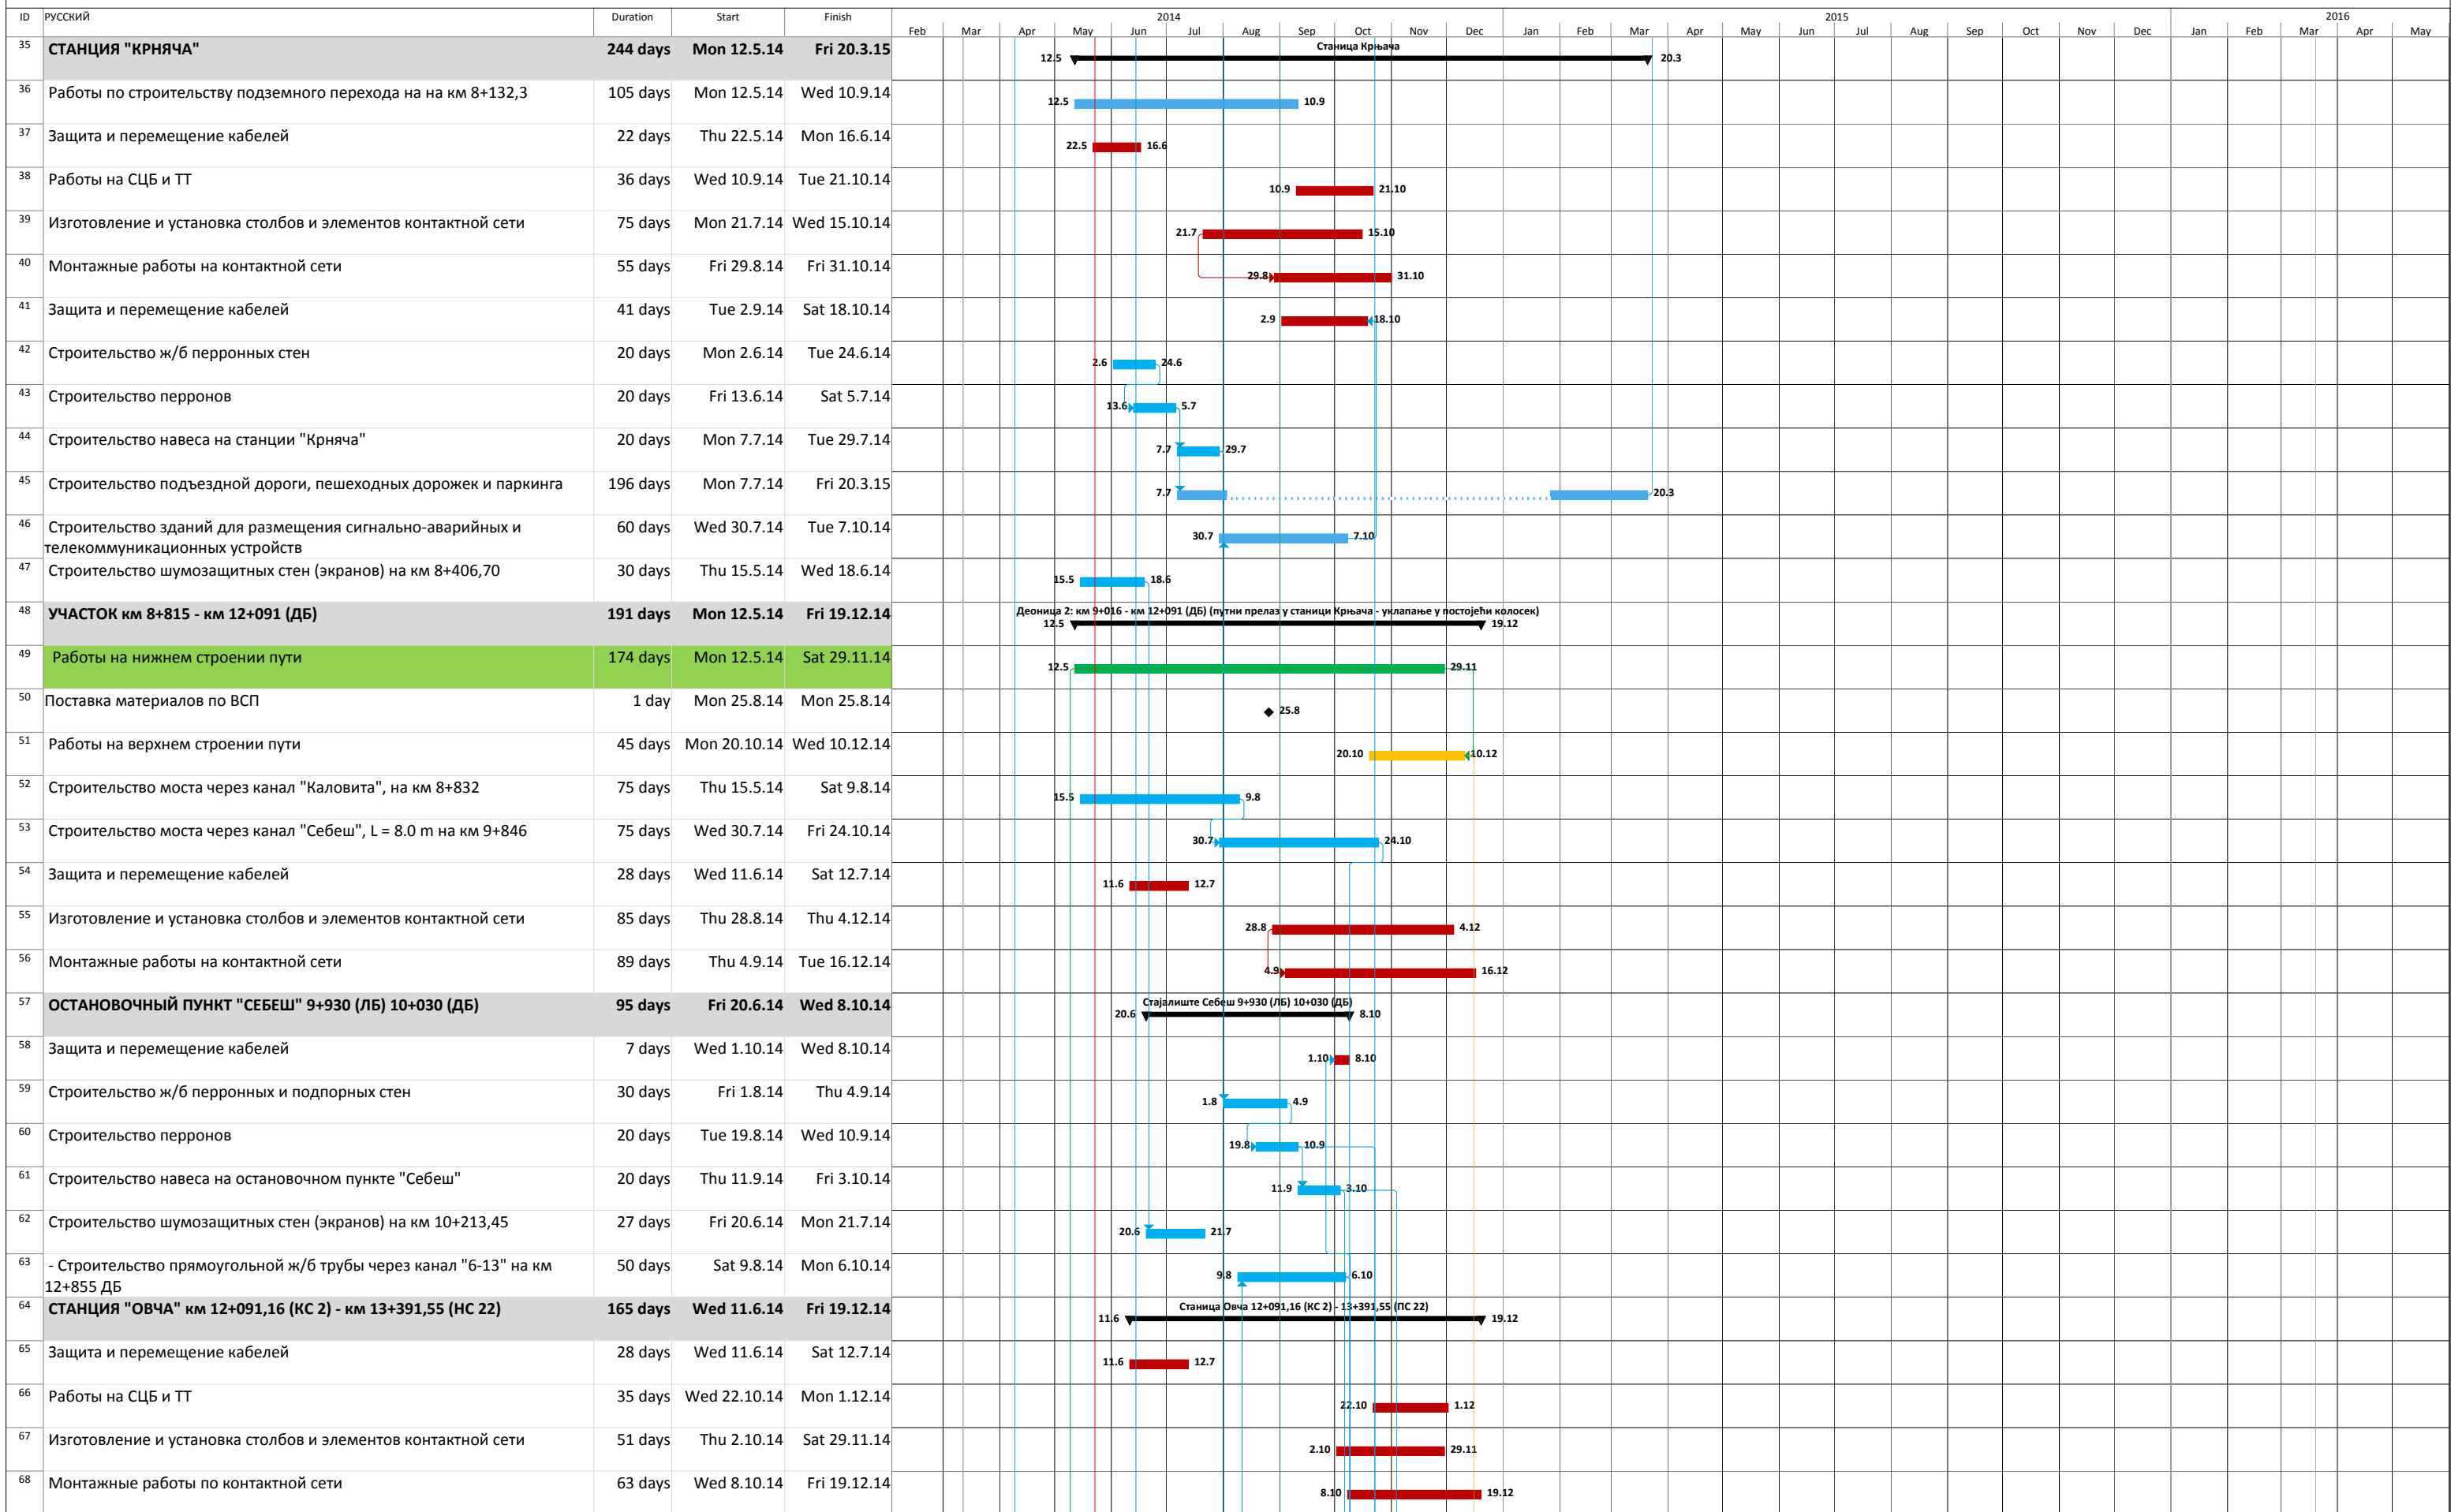 ID РУССКИЙ Duration Start Finish 2014 2015 2016
Feb Mar Apr May Jun Jul Aug Sep Oct Nov Dec Jan Feb Mar Apr May Jun Jul Aug Sep Oct Nov Dec Jan Feb Mar Apr May
35 СТАНЦИЯ "КРНЯЧА" 244 days Mon 12.5.14 Fri 20.3.15 Станица Крњача
12.5 20.3
36 Работы по строительству подземного перехода на на км 8+132,3 105 days Mon 12.5.14 Wed 10.9.14
12.5 10.9
37 Защита и перемещение кабелей 22 days Thu 22.5.14 Mon 16.6.14
22.5 16.6
38 Работы на СЦБ и ТТ 36 days Wed 10.9.14 Tue 21.10.14
10.9 21.10
39 Изготовление и установка столбов и элементов контактной сети 75 days Mon 21.7.14 Wed 15.10.14
21.7 15.10
40 Монтажные работы на контактной сети 55 days Fri 29.8.14 Fri 31.10.14
29.8 31.10
41 Защита и перемещение кабелей 41 days Tue 2.9.14 Sat 18.10.14
2.9 18.10
42 Строительство ж/б перронных стен 20 days Mon 2.6.14 Tue 24.6.14
2.6 24.6
43 Строительство перронов 20 days Fri 13.6.14 Sat 5.7.14
13.6 5.7
44 Строительство навеса на станции "Крняча" 20 days Mon 7.7.14 Tue 29.7.14
7.7 29.7
45 Строительство подъездной дороги, пешеходных дорожек и паркинга 196 days Mon 7.7.14 Fri 20.3.15
7.7 20.3
46 Строительство зданий для размещения сигнально-аварийных и 60 days Wed 30.7.14 Tue 7.10.14
телекоммуникационных устройств 30.7 7.10
47 Строительство шумозащитных стен (экранов) на км 8+406,70 30 days Thu 15.5.14 Wed 18.6.14
15.5 18.6
48 УЧАСТОК км 8+815 - км 12+091 (ДБ) 191 days Mon 12.5.14 Fri 19.12.14 Деоница 2: км 9+016 - км 12+091 (ДБ) (путни прелаз у станици Крњача - уклапање у постојећи колосек)
12.5 19.12
49 Работы на нижнем строении пути 174 days Mon 12.5.14 Sat 29.11.14
12.5 29.11
50 Поставка материалов по ВСП 1 day Mon 25.8.14 Mon 25.8.14
25.8
51 Работы на верхнем строении пути 45 days Mon 20.10.14 Wed 10.12.14
20.10 10.12
52 Строительство моста через канал "Каловита", на км 8+832 75 days Thu 15.5.14 Sat 9.8.14
15.5 9.8
53 Строительство моста через канал "Себеш", L = 8.0 m на км 9+846 75 days Wed 30.7.14 Fri 24.10.14
30.7 24.10
54 Защита и перемещение кабелей 28 days Wed 11.6.14 Sat 12.7.14
11.6 12.7
55 Изготовление и установка столбов и элементов контактной сети 85 days Thu 28.8.14 Thu 4.12.14
28.8 4.12
56 Монтажные работы на контактной сети 89 days Thu 4.9.14 Tue 16.12.14
4.9 16.12
57 ОСТАНОВОЧНЫЙ ПУНКТ "СЕБЕШ" 9+930 (ЛБ) 10+030 (ДБ) 95 days Fri 20.6.14 Wed 8.10.14 Стајалиште Себеш 9+930 (ЛБ) 10+030 (ДБ)
20.6 8.10
58 Защита и перемещение кабелей 7 days Wed 1.10.14 Wed 8.10.14
1.10 8.10
59 Строительство ж/б перронных и подпорных стен 30 days Fri 1.8.14 Thu 4.9.14
1.8 4.9
60 Строительство перронов 20 days Tue 19.8.14 Wed 10.9.14
19.8 10.9
61 Строительство навеса на остановочном пункте "Себеш" 20 days Thu 11.9.14 Fri 3.10.14
11.9 3.10
62 Строительство шумозащитных стен (экранов) на км 10+213,45 27 days Fri 20.6.14 Mon 21.7.14
20.6 21.7
63 - Строительство прямоугольной ж/б трубы через канал "6-13" на км 50 days Sat 9.8.14 Mon 6.10.14
12+855 ДБ 9.8 6.10
64 СТАНЦИЯ "ОВЧА" км 12+091,16 (КС 2) - км 13+391,55 (НС 22) 165 days Wed 11.6.14 Fri 19.12.14 Станица Овча 12+091,16 (КС 2) - 13+391,55 (ПС 22)
11.6 19.12
65 Защита и перемещение кабелей 28 days Wed 11.6.14 Sat 12.7.14
11.6 12.7
66 Работы на СЦБ и ТТ 35 days Wed 22.10.14 Mon 1.12.14
22.10 1.12
67 Изготовление и установка столбов и элементов контактной сети 51 days Thu 2.10.14 Sat 29.11.14
2.10 29.11
68 Монтажные работы по контактной сети 63 days Wed 8.10.14 Fri 19.12.14
8.10 19.12